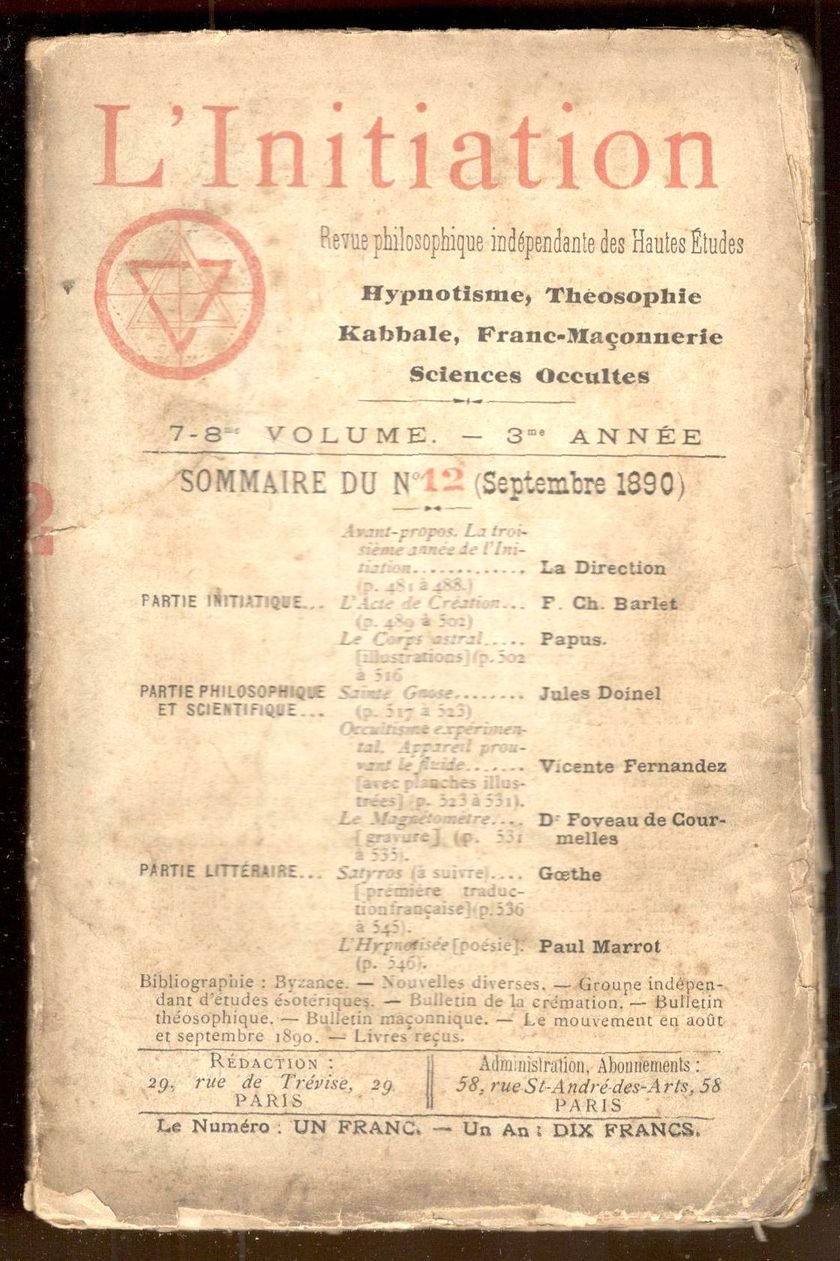 L'Initiation
Revue philosophique indépendante des Hautes Études
Hypnotisme, Théosophie
Kabbale, Franc-Maçonnerie
Sciences Occultes
7-8me VOLUME. — 3me ANNÉE
SOMMAIRE DU No 12 (Septembre 1890)
2
Avant-propos. La troi-
sième année de l'Ini-
tiation............ La Direction
(p. 481 à 488.)
PARTIE INITIATIQUE... L'Acte de Création... F. Ch. Barlet
(p. 489 à 502)
Le Corps astral..... Papus.
[illustrations] (p. 502
à 516
PARTIE PHILOSOPHIQUE Sainte Gnose........ Jules Doinel
ET SCIENTIFIQUE... (p. 517 à 523)
Occultisme expérimen-
tal. Appareil prou-
vant le fluide....... Vicente Fernandez
[avec planches illus-
trées] (p. 523 à 531).
Le Magnétomètre.... Dr Foveau de Cour-
[gravure] (p. 531 melles
à 535).
PARTIE LITTÉRAIRE... Satyros (à suivre).... Gœthe
[première traduc-
tion française] (p. 536
à 545).
L'Hypnotisée [poésie]. Paul Marrot
(p. 546).
Bibliographie : Byzance. — Nouvelles diverses. — Groupe indépen-
dant d'études ésotériques. — Bulletin de la crémation. — Bulletin
théosophique. — Bulletin maçonnique. — Le mouvement en août
et septembre 1890. — Livres reçus.
RÉDACTION :
29, rue de Trévise, 29
PARIS
Administration, Abonnements :
58, rue St-André-des-Arts, 58
PARIS
Le Numéro : UN FRANC. — Un An : DIX FRANCS.